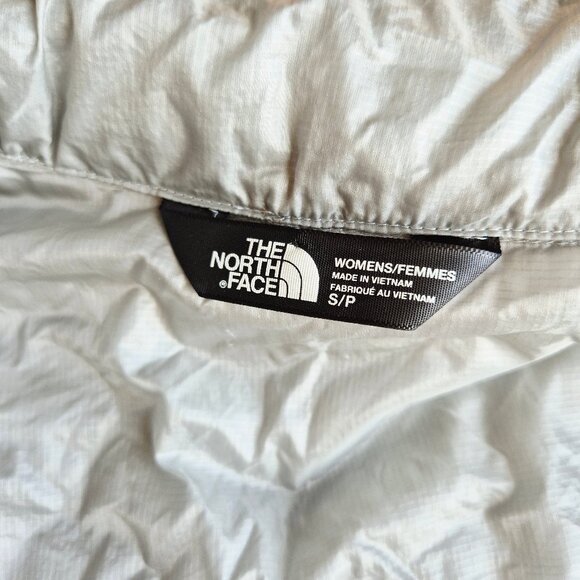 THE
NORTH
FACE
®
WOMENS/FEMMES
MADE IN VIETNAM
FABRIQUÉ AU VIETNAM
S/P